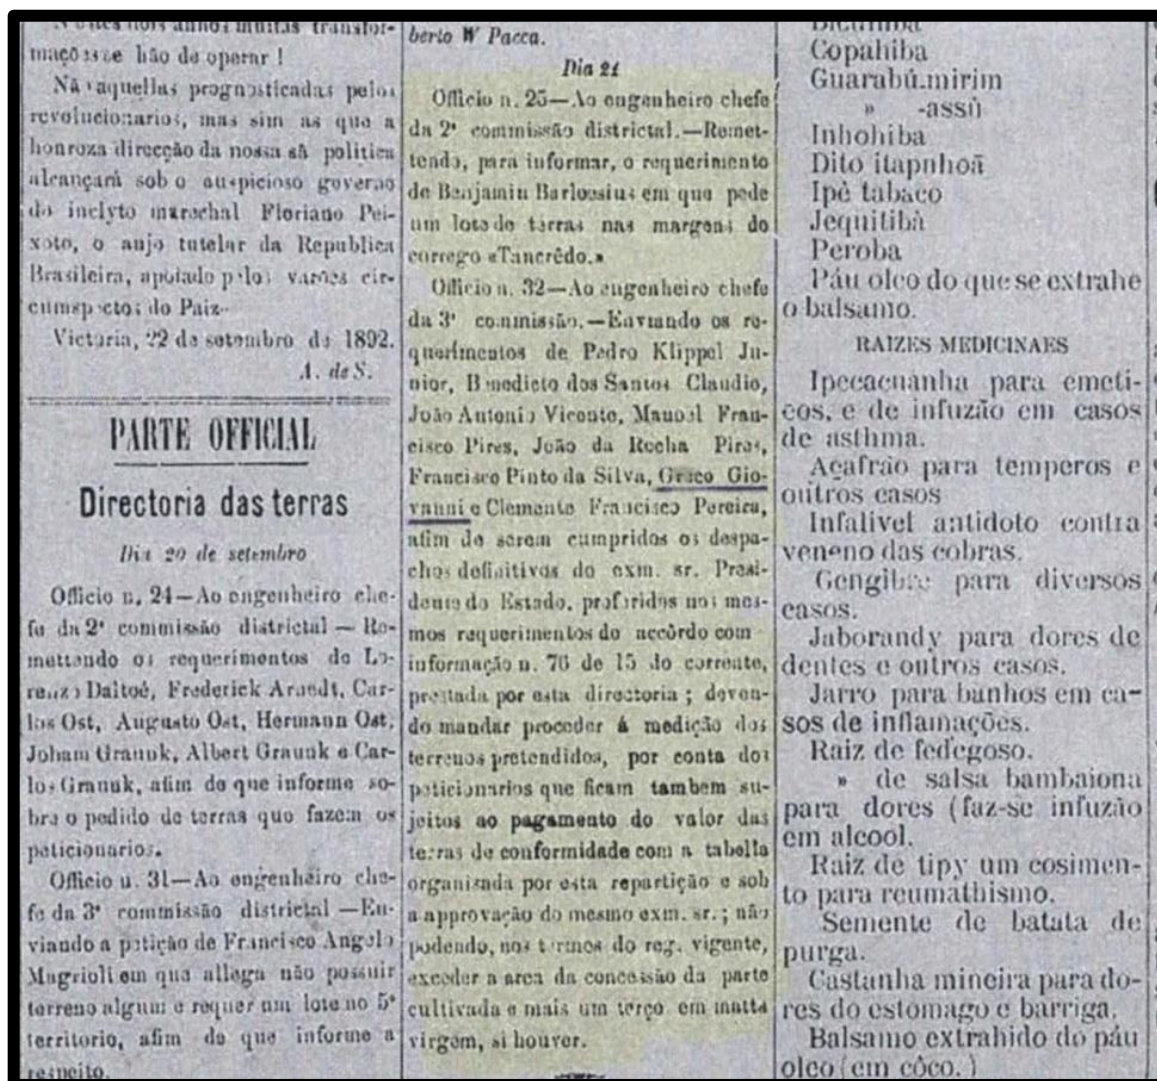 N'estes dois annos muitas transfor-
mações se hão de operar !
Não aquellas prognosticadas pelos
revolucionarios, mas sim as que a
honroza direcção da nossa sã politica
alcançará sob o auspicioso governo
do inclyto marechal Floriano Pei-
xoto, o anjo tutelar da Republica
Brasileira, apoiado pelos varões cir-
cumspectos do Paiz.
Victoria, 22 de setembro de 1892.
A. de S.
PARTE OFFICIAL
Directoria das terras
Dia 20 de setembro
Officio n. 24—Ao engenheiro che-
fe da 2ª commissão districtal — Re-
mettendo os requerimentos de Lo-
renzo Daltoé, Frederick Arandt, Car-
los Ost, Augusto Ost, Hermann Ost,
Joham Graunk, Albert Graunk e Car-
los Granuk, afim de que informe so-
bre o pedido de terras que fazem os
peticionarios.
Officio n. 31—Ao engenheiro che-
fe da 3ª commissão districtal —En-
viando a petição de Francisco Angelo
Magrioli em que allega não possuir
terreno algum e requer um lote no 5º
territorio, afim de que informe a
respeito.
berto W Pacca.
Dia 21
Officio n. 25—Ao engenheiro chefe
da 2ª commissão districtal.—Remet-
tendo, para informar, o requerimento
de Benjamin Barloesius em que pede
um lote de terras nas margens do
corrego «Tancrêdo.»
Officio n. 32—Ao engenheiro chefe
da 3ª commissão.—Enviando os re-
querimentos de Pedro Klippel Ju-
nior, Benedicto dos Santos Claudio,
João Antonio Vicente, Manoel Fran-
cisco Pires, João da Rocha Pires,
Francisco Pinto da Silva, Greco Gio-
vanni e Clemente Francisco Pereira,
afim de serem cumpridos os despa-
chos definitivos do exm. sr. Presi-
dente do Estado, proferidos nos mes-
mos requerimentos do accôrdo com
informação n. 76 de 15 do corrente,
prestada por esta directoria ; deven-
do mandar proceder á medição dos
terrenos pretendidos, por conta dos
peticionarios que ficam tambem su-
jeitos ao pagamento do valor das
terras de conformidade com a tabella
organisada por esta repartição e sob
a approvação do mesmo exm. sr. ; não
podendo, nos termos do reg. vigente,
exceder a area da concessão da parte
cultivada e mais um terço em matta
virgem, si houver.
Bicuhiba
Copahiba
Guarabú-mirim
» -assú
Inhohiba
Dito itapnhoã
Ipê tabaco
Jequitibà
Peroba
Páu oleo do que se extrahe
o balsamo.
RAIZES MEDICINAES
Ipecacuanha para emeti-
cos, e de infuzão em casos
de asthma.
Açafrão para temperos e
outros casos
Infalivel antidoto contra
veneno das cobras.
Gengibre para diversos
casos.
Jaborandy para dores de
dentes e outros casos.
Jarro para banhos em ca-
sos de inflamações.
Raiz de fedegoso.
» de salsa bambaiona
para dores (faz-se infuzão
em alcool.
Raiz de tipy um cosimen-
to para reumathismo.
Semente de batata de
purga.
Castanha mineira para do-
res do estomago e barriga.
Balsamo extrahido do páu
oleo (em côco. )